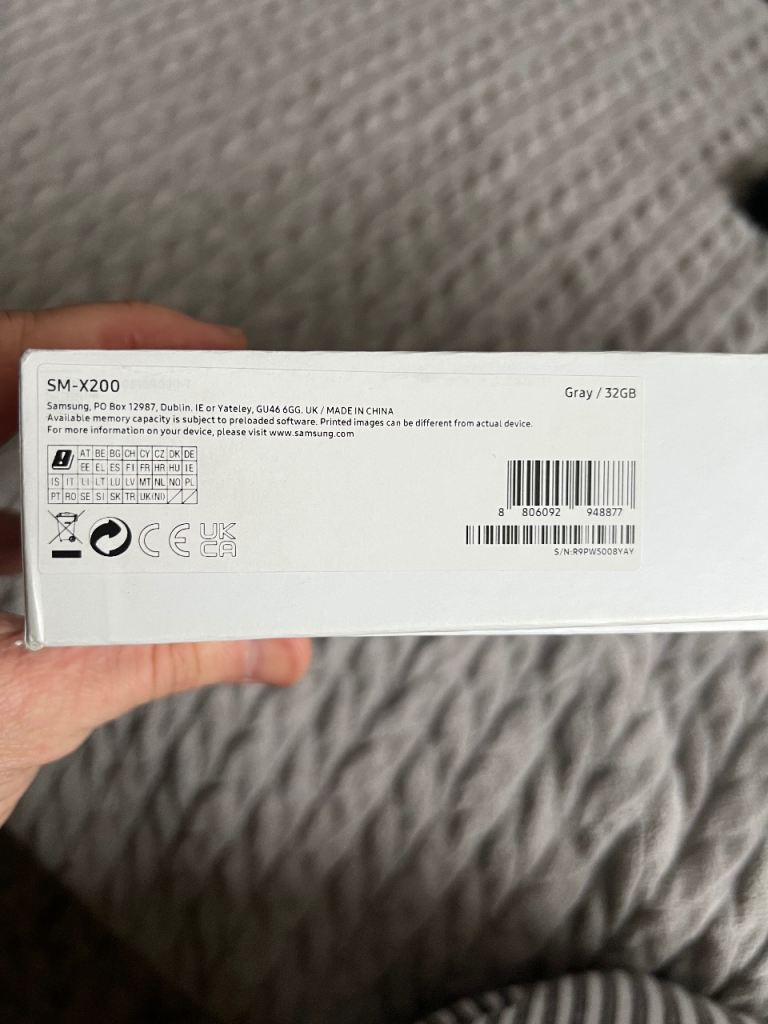 SM-X200
Gray / 32GB
Samsung, PO Box 12987, Dublin. IE or Yateley, GU46 6GG. UK / MADE IN CHINA
Available memory capacity is subject to preloaded software. Printed images can be different from actual device.
For more information on your device, please visit www.samsung.com
AT BE BG CH CY CZ DK DE
EE EL ES FI FR HR HU IE
IS IT LI LT LU LV MT NL NO PL
PT RO SE SI SK TR UK(NI)
CE
UK
CA
8 806092 948877
S/N:R9PW5008YAY